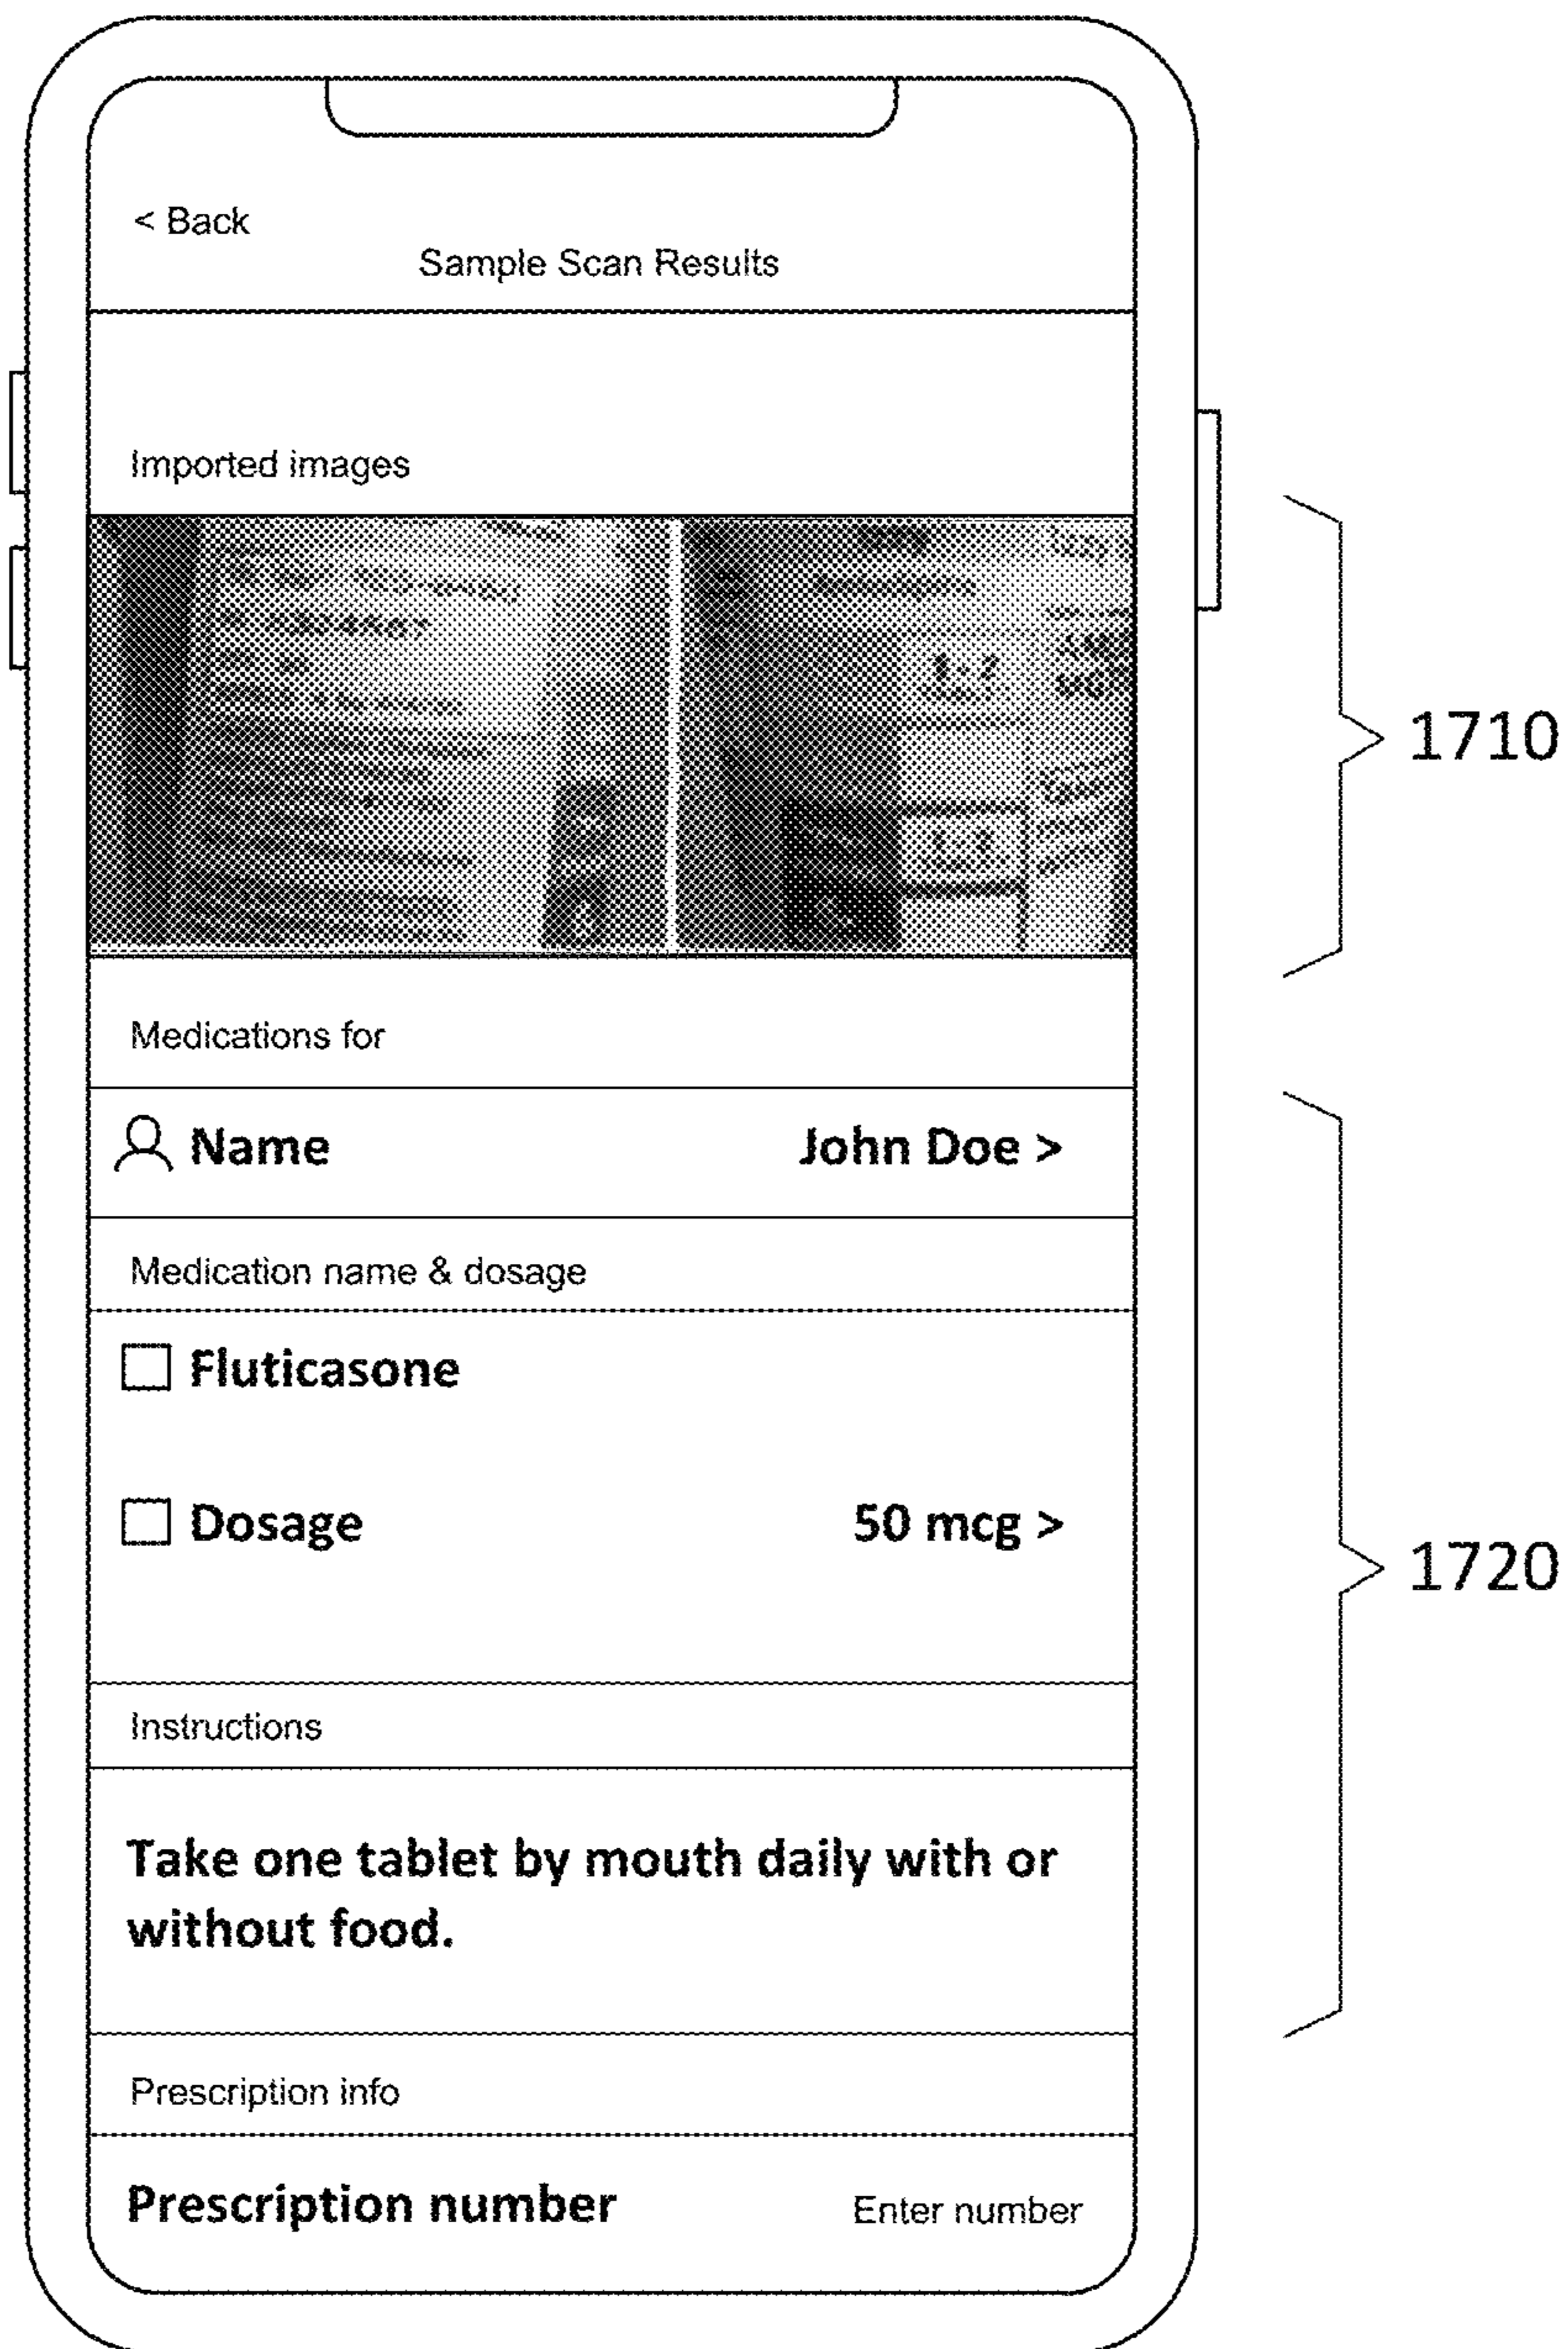 < Back
Sample Scan Results
Imported images
1710
Medications for
Name John Doe >
Medication name & dosage
Fluticasone
Dosage 50 mcg >
1720
Instructions
Take one tablet by mouth daily with or
without food.
Prescription info
Prescription number Enter number